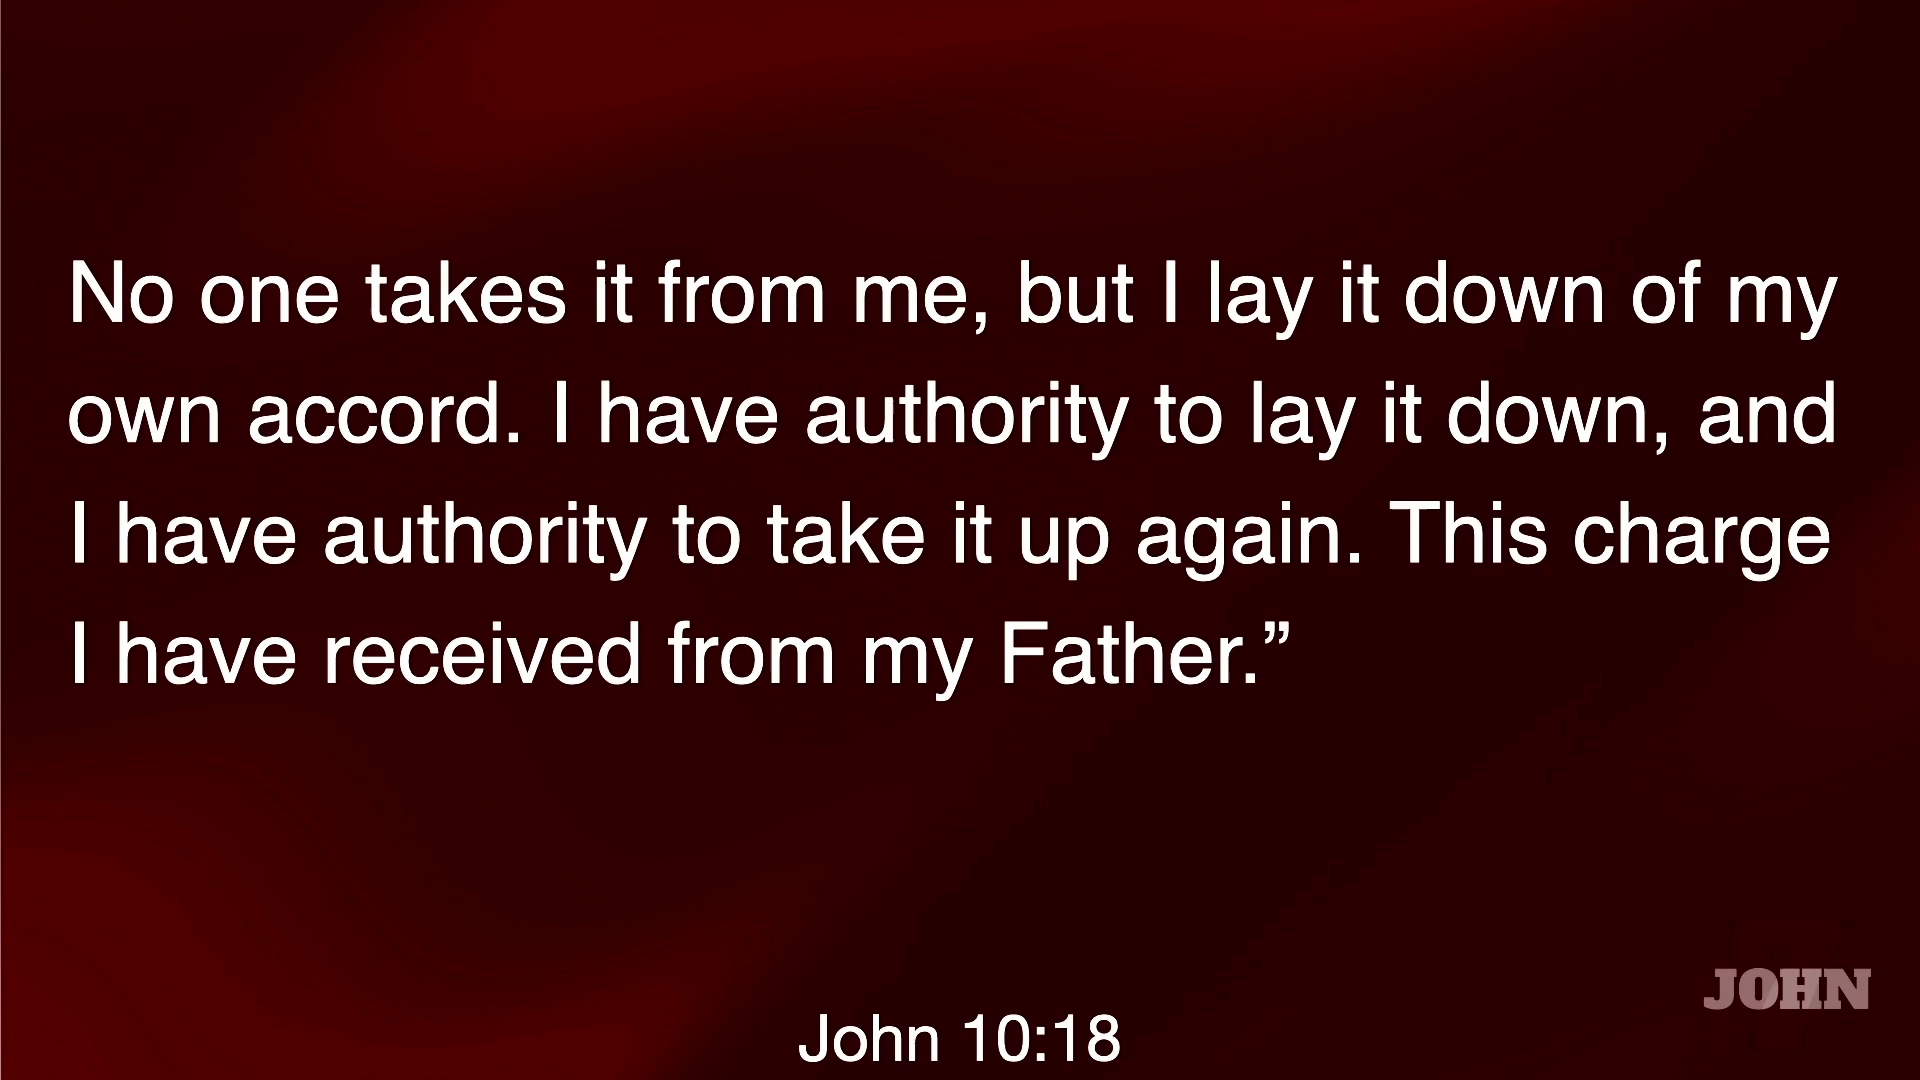 No one takes it from me, but I lay it down of my
own accord. I have authority to lay it down, and
I have authority to take it up again. This charge
I have received from my Father.”
JOHN
John 10:18